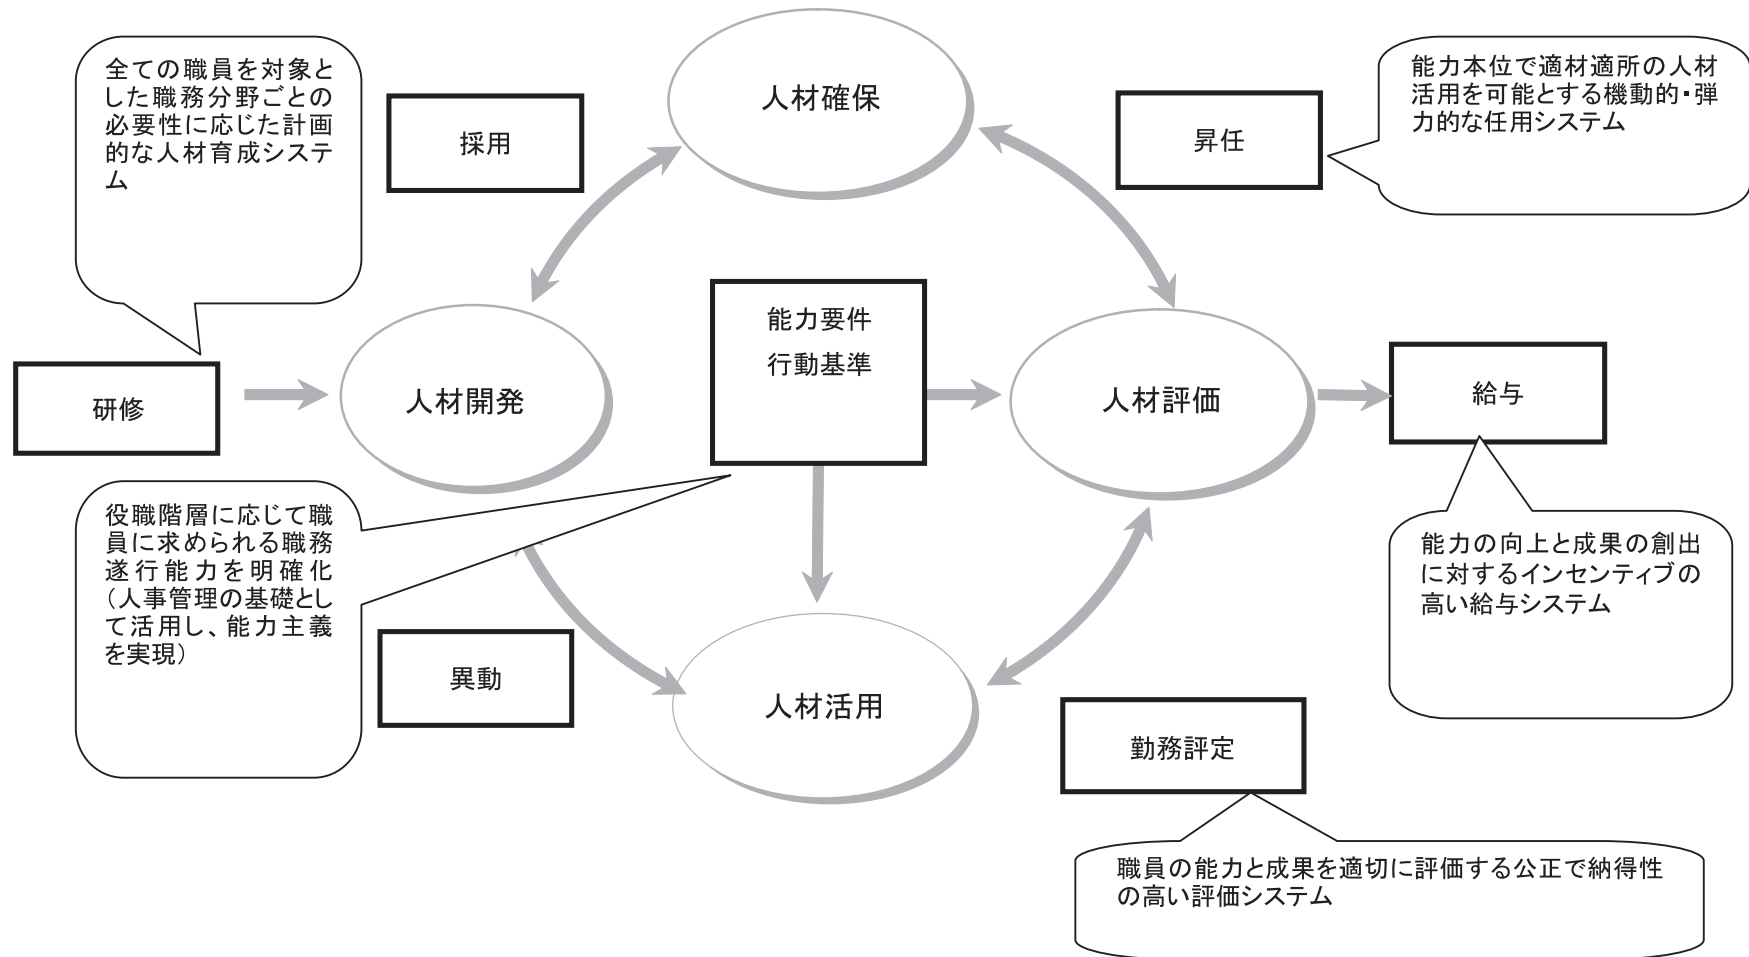 人材確保
全ての職員を対象と
した職務分野ごとの
必要性に応じた計画
的な人材育成システ
ム
採用
昇任
能力本位で適材適所の人材
活用を可能とする機動的・弾
力的な任用システム
研修
人材開発
能力要件
行動基準
人材評価
給与
役職階層に応じて職
員に求められる職務
遂行能力を明確化
（人事管理の基礎とし
て活用し、能力主義
を実現）
能力の向上と成果の創出
に対するインセンティブの
高い給与システム
異動
人材活用
勤務評定
職員の能力と成果を適切に評価する公正で納得性
の高い評価システム